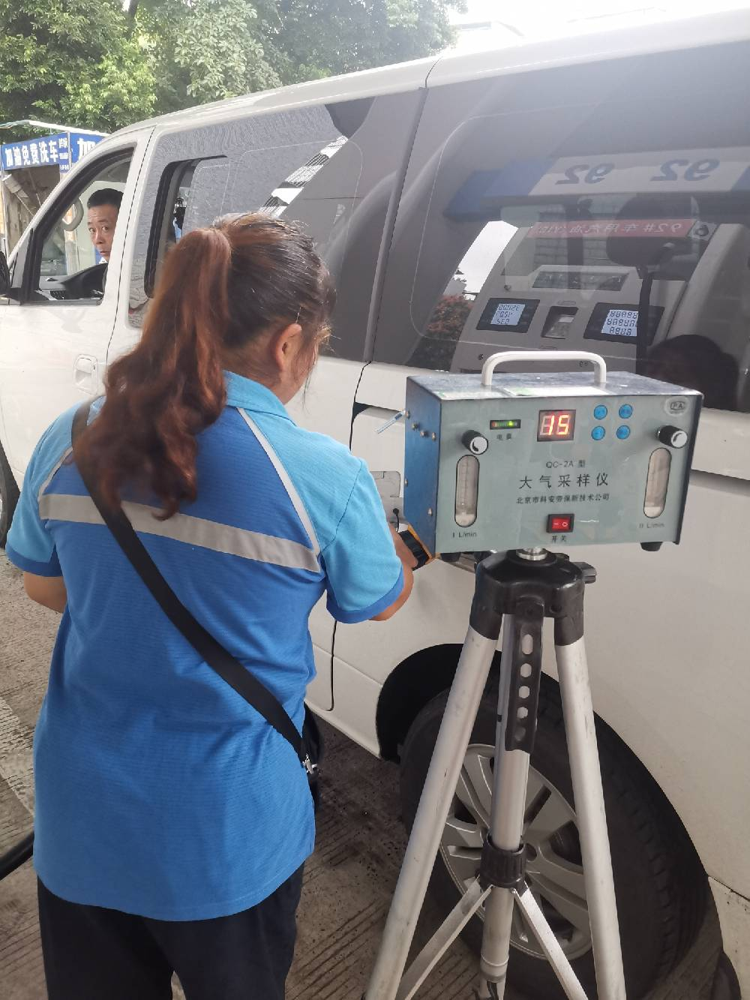 加油免费洗车
加
92
92
92#车用汽油
15
电源
QC-2A 型
大气采样仪
北京市科安劳保新技术公司
I L/min
II L/min
开关